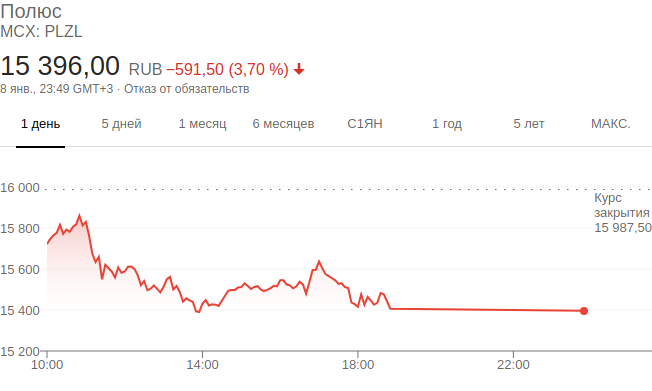 Полюс
MCX: PLZL
15 396,00 RUB −591,50 (3,70 %)
8 янв., 23:49 GMT+3 · Отказ от обязательств
1 день 5 дней 1 месяц 6 месяцев С1ЯН 1 год 5 лет МАКС.
16 000
Курс
закрытия
15 800 15 987,50
15 600
15 400
15 200
10:00 14:00 18:00 22:00